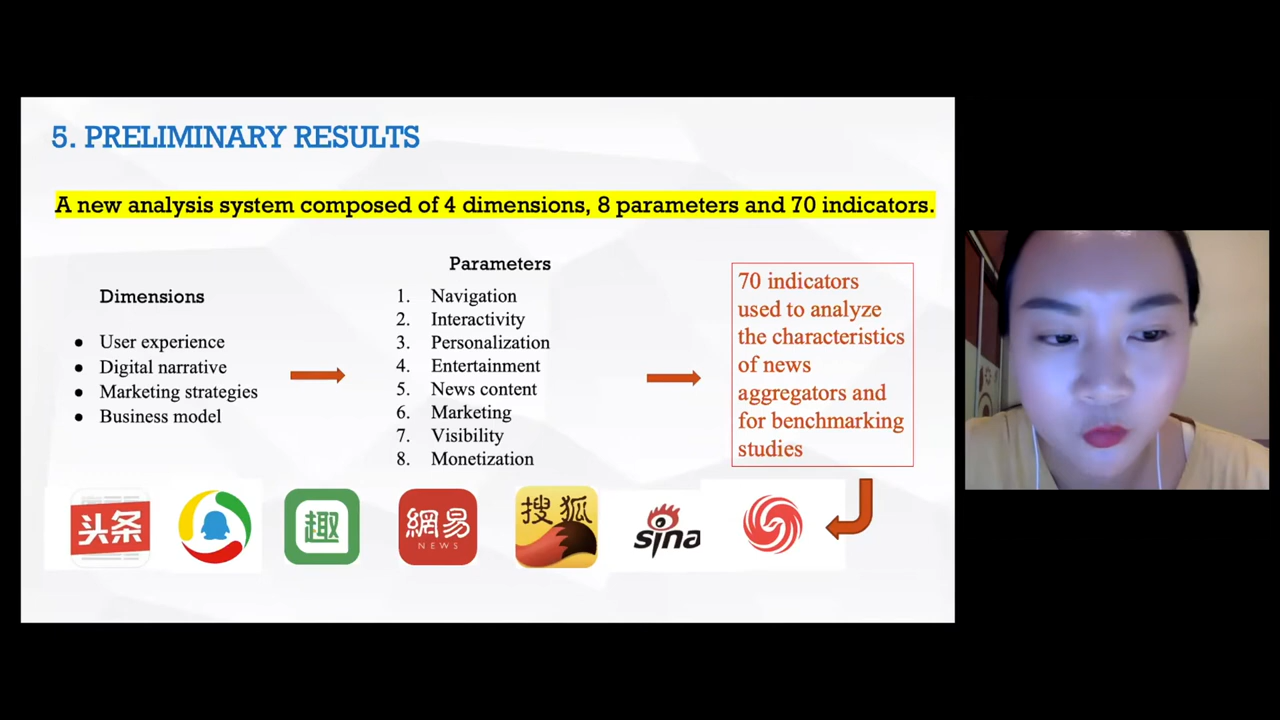 5. PRELIMINARY RESULTS
A new analysis system composed of 4 dimensions, 8 parameters and 70 indicators.
Dimensions
User experience
Digital narrative
Marketing strategies
Business model
Parameters
1. Navigation
2. Interactivity
3. Personalization
4. Entertainment
5. News content
6. Marketing
7. Visibility
8. Monetization
70 indicators
used to analyze
the characteristics
of news
aggregators and
for benchmarking
studies
头条
趣
網易
NEWS
搜狐
sina